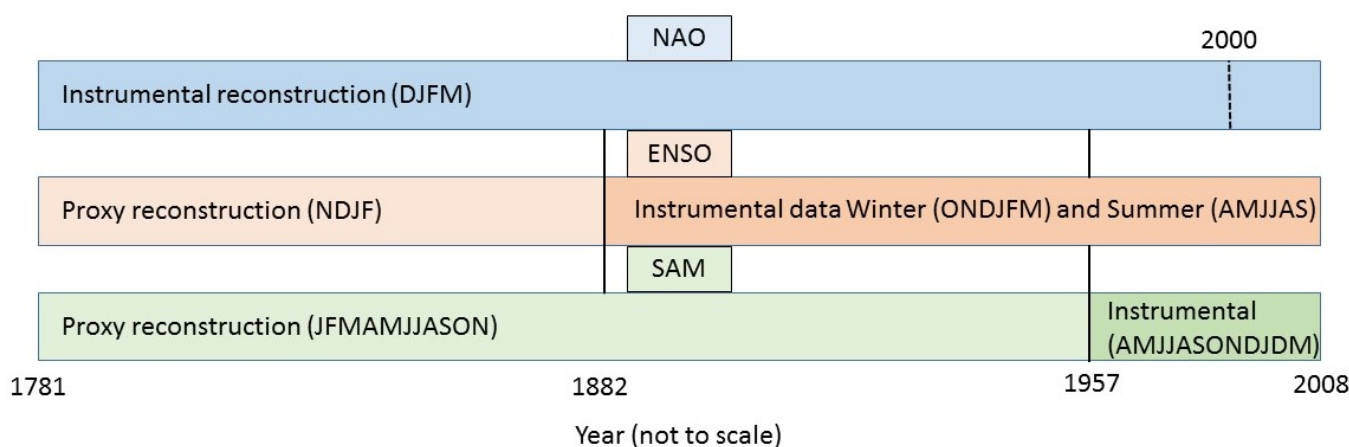 NAO
2000
Instrumental reconstruction (DJFM)
ENSO
Proxy reconstruction (NDJF)
Instrumental data Winter (ONDJFM) and Summer (AMJJAS)
SAM
Proxy reconstruction (JFMAMJJASON)
Instrumental
(AMJJASONDJDM)
1781
1882
1957
2008
Year (not to scale)